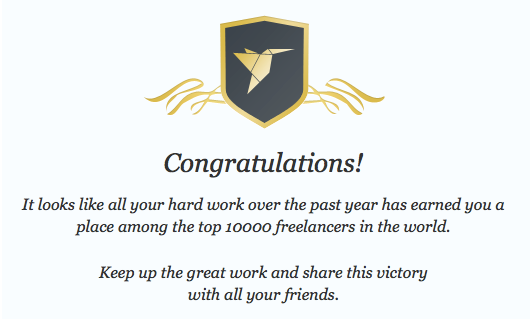 Congratulations!
It looks like all your hard work over the past year has earned you a
place among the top 10000 freelancers in the world.
Keep up the great work and share this victory
with all your friends.